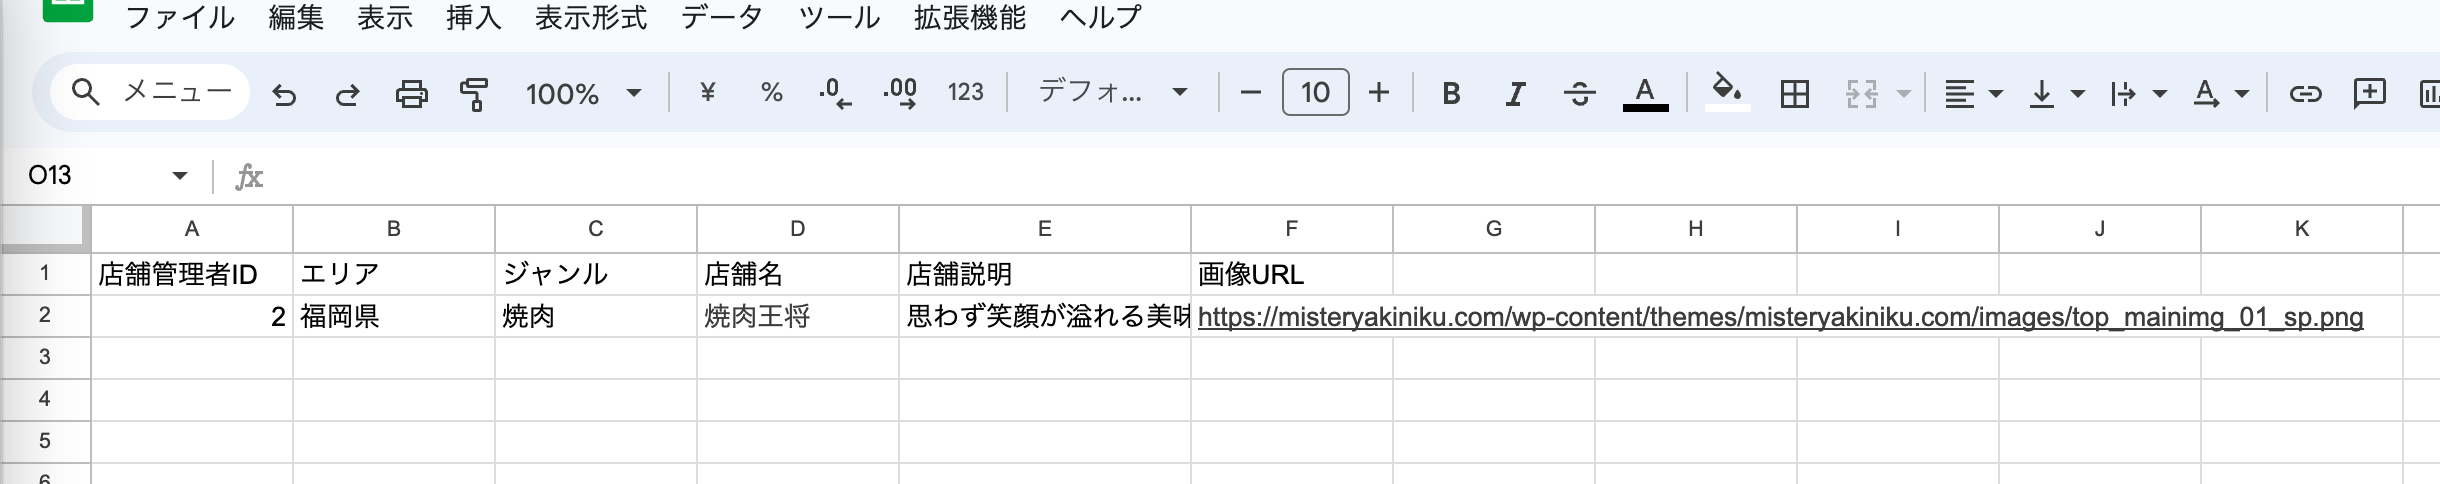 ファイル 編集 表示 挿入 表示形式 データ ツール 拡張機能 ヘルプ
メニュー 100% ¥ % .0 .00 123 デフォ... − 10 + B I A A
O13 fx
A B C D E F G H I J K
1 店舗管理者ID エリア ジャンル 店舗名 店舗説明 画像URL
2 2 福岡県 焼肉 焼肉王将 思わず笑顔が溢れる美味 https://misteryakiniku.com/wp-content/themes/misteryakiniku.com/images/top_mainimg_01_sp.png
3
4
5
6